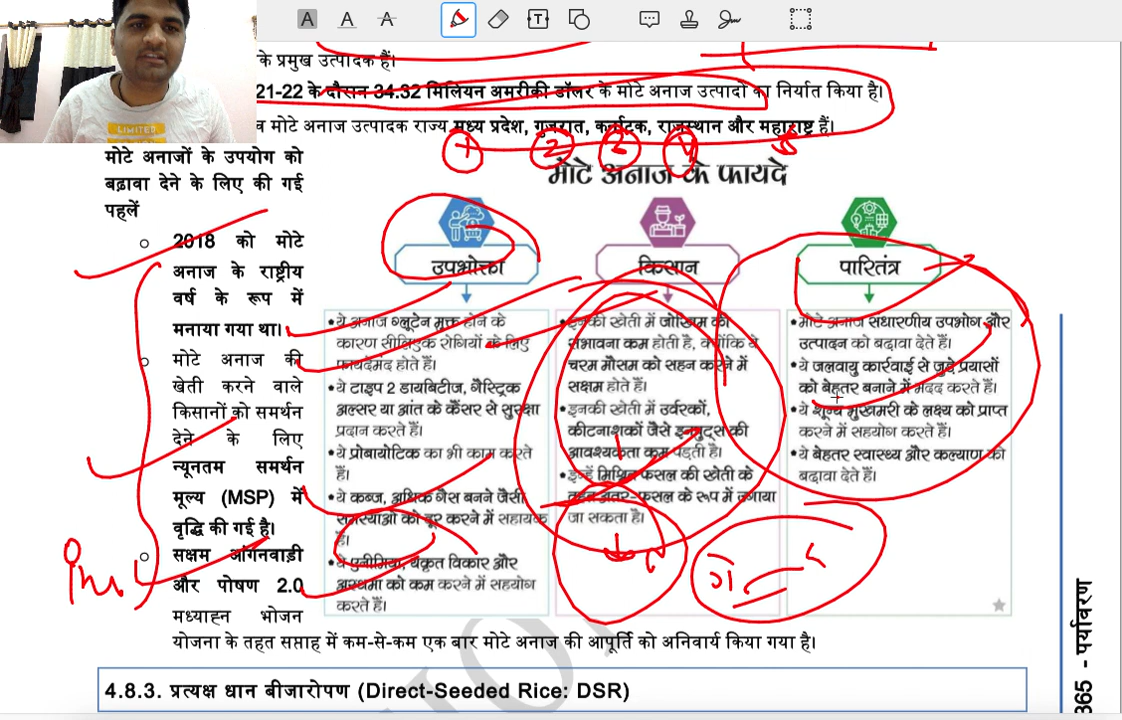 LIMITED
के प्रमुख उत्पादक हैं।
21-22 के दौरान 34.32 मिलियन अमरीकी डॉलर के मोटे अनाज उत्पादों का निर्यात किया है।
मोटे अनाज उत्पादक राज्य मध्य प्रदेश, गुजरात, कर्नाटक, राजस्थान और महाराष्ट्र हैं।
मोटे अनाजों के उपयोग को
बढ़ावा देने के लिए की गई
पहलें
o 2018 को मोटे
अनाज के राष्ट्रीय
वर्ष के रूप में
मनाया गया था।
o मोटे अनाज की
खेती करने वाले
किसानों को समर्थन
देने के लिए
न्यूनतम समर्थन
मूल्य (MSP) में
वृद्धि की गई है।
o सक्षम आंगनवाड़ी
और पोषण 2.0
मध्याह्न भोजन
योजना के तहत सप्ताह में कम-से-कम एक बार मोटे अनाज की आपूर्ति को अनिवार्य किया गया है।
मोटे अनाज के फायदे
उपभोक्ता
•ये अनाज ग्लूटेन मुक्त होने के
कारण सीलिएक रोगियों के लिए
फायदेमंद होते हैं।
•ये टाइप 2 डायबिटीज, गैस्ट्रिक
अल्सर या आंत के कैंसर से सुरक्षा
प्रदान करते हैं।
•ये प्रोबायोटिक का भी काम करते
हैं।
•ये कब्ज, अधिक गैस बनने जैसी
समस्याओं को दूर करने में सहायक
हैं।
•ये एनीमिया, यकृत विकार और
अस्थमा को कम करने में सहयोग
करते हैं।
किसान
•इनकी खेती में जोखिम की
संभावना कम होती है, क्योंकि ये
चरम मौसम को सहन करने में
सक्षम होते हैं।
•इनकी खेती में उर्वरकों,
कीटनाशकों जैसे इनपुट्स की
आवश्यकता कम पड़ती है।
•इन्हें मिश्रित फसल की खेती के
तहत अंतर-फसल के रूप में उगाया
जा सकता है।
पारितंत्र
•मोटे अनाज सधारणीय उपभोग और
उत्पादन को बढ़ावा देते हैं।
•ये जलवायु कार्रवाई से जुड़े प्रयासों
को बेहतर बनाने में मदद करते हैं।
•ये शून्य भुखमरी के लक्ष्य को प्राप्त
करने में सहयोग करते हैं।
•ये बेहतर स्वास्थ्य और कल्याण को
बढ़ावा देते हैं।
365 - पर्यावरण
4.8.3. प्रत्यक्ष धान बीजारोपण (Direct-Seeded Rice: DSR)